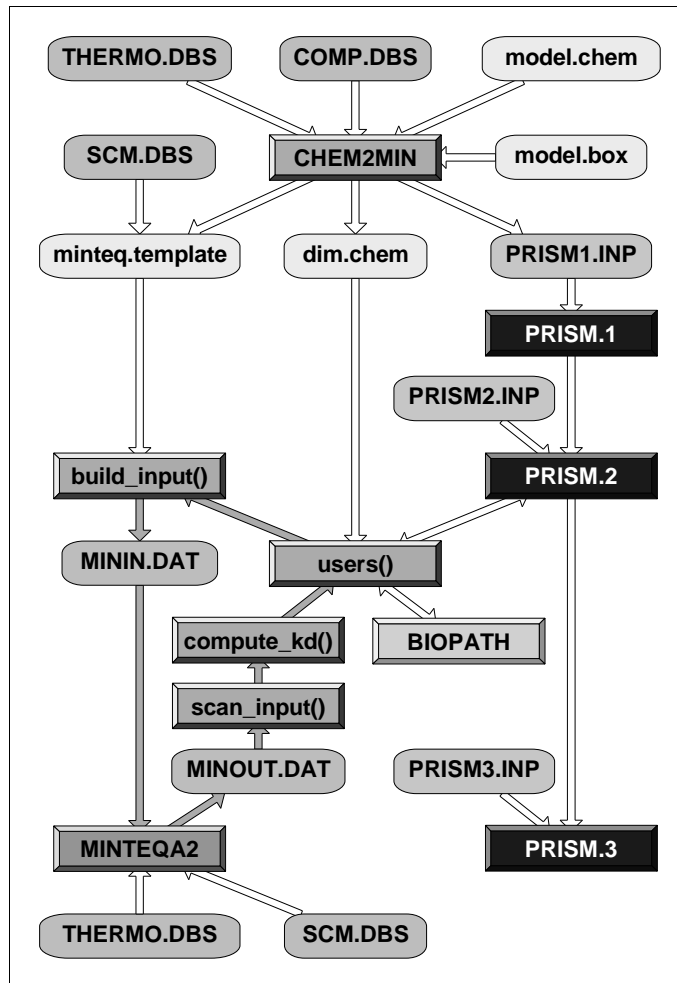 THERMO.DBS
COMP.DBS
model.chem
SCM.DBS
CHEM2MIN
model.box
minteq.template
dim.chem
PRISM1.INP
PRISM.1
PRISM2.INP
build_input()
PRISM.2
MININ.DAT
users()
compute_kd()
BIOPATH
scan_input()
MINOUT.DAT
PRISM3.INP
MINTEQA2
PRISM.3
THERMO.DBS
SCM.DBS